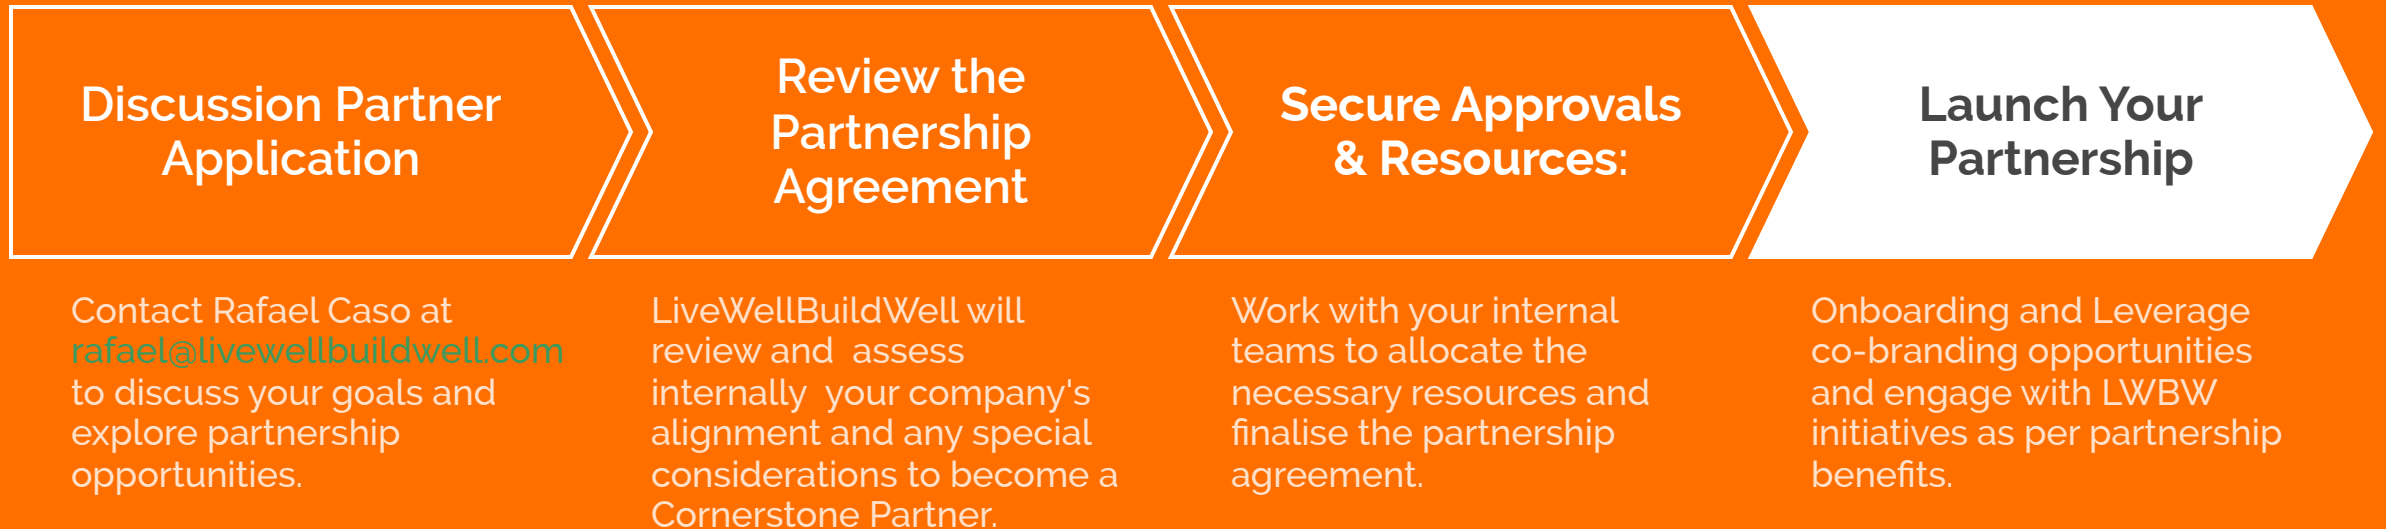 Discussion Partner
Application
Review the
Partnership
Agreement
Secure Approvals
& Resources:
Launch Your
Partnership
Contact Rafael Caso at
rafael@livewellbuildwell.com
to discuss your goals and
explore partnership
opportunities.
LiveWellBuildWell will
review and  assess
internally  your company's
alignment and any special
considerations to become a
Cornerstone Partner.
Work with your internal
teams to allocate the
necessary resources and
finalise the partnership
agreement.
Onboarding and Leverage
co-branding opportunities
and engage with LWBW
initiatives as per partnership
benefits.